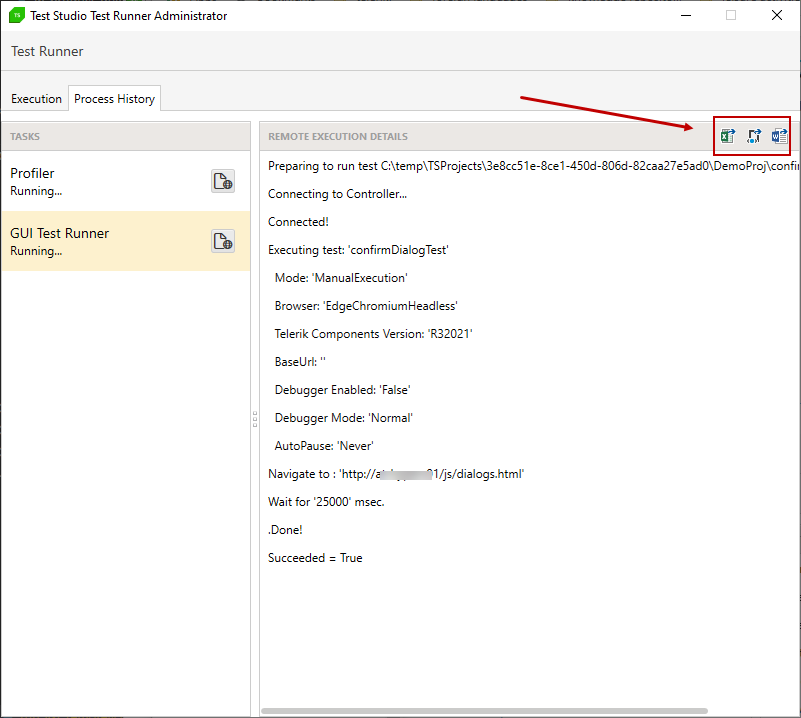 TS Test Studio Test Runner Administrator
Test Runner
Execution Process History
TASKS
REMOTE EXECUTION DETAILS
Profiler
Running...
GUI Test Runner
Running...
Preparing to run test C:\temp\TSProjects\3e8cc51e-8ce1-450d-806d-82caa27e5ad0\DemoProj\confir
Connecting to Controller...
Connected!
Executing test: 'confirmDialogTest'
Mode: 'ManualExecution'
Browser: 'EdgeChromiumHeadless'
Telerik Components Version: 'R32021'
BaseUrl: ''
Debugger Enabled: 'False'
Debugger Mode: 'Normal'
AutoPause: 'Never'
Navigate to : 'http://a 01/js/dialogs.html'
Wait for '25000' msec.
.Done!
Succeeded = True